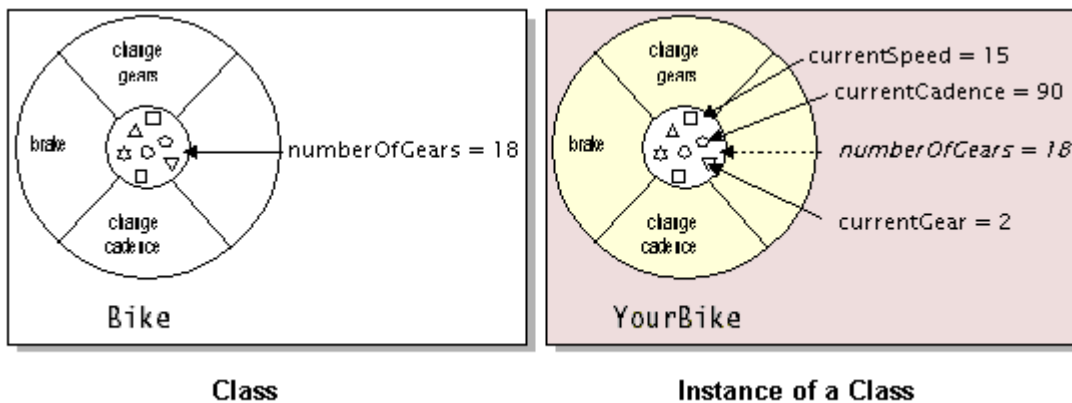 change
gears
brake
numberOfGears = 18
change
cadence
Bike
Class
change
gears
brake
change
cadence
currentSpeed = 15
currentCadence = 90
numberOfGears = 18
currentGear = 2
YourBike
Instance of a Class